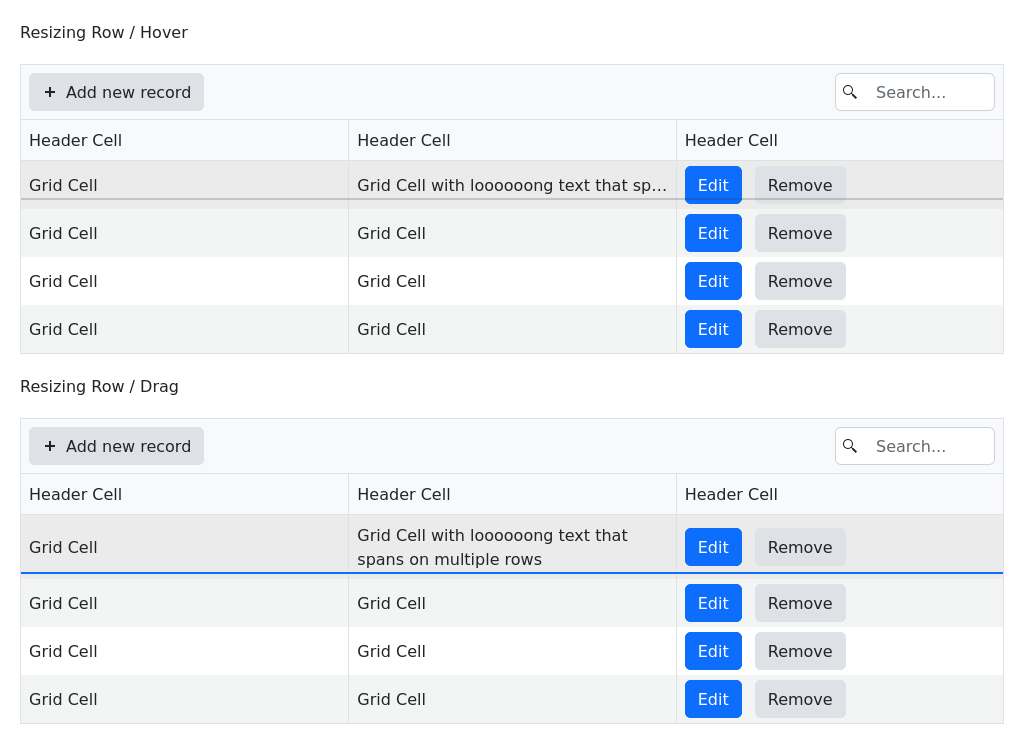 Resizing Row / Hover
Add new record Search...
Header Cell Header Cell Header Cell
Grid Cell Grid Cell with loooooong text that sp... Edit Remove
Grid Cell Grid Cell Edit Remove
Grid Cell Grid Cell Edit Remove
Grid Cell Grid Cell Edit Remove
Resizing Row / Drag
Add new record Search...
Header Cell Header Cell Header Cell
Grid Cell Grid Cell with loooooong text that
spans on multiple rows Edit Remove
Grid Cell Grid Cell Edit Remove
Grid Cell Grid Cell Edit Remove
Grid Cell Grid Cell Edit Remove